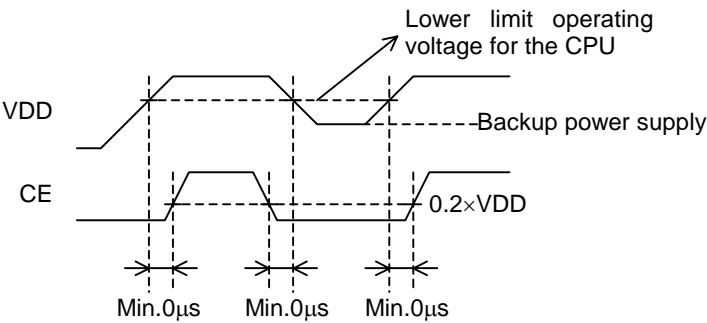 Lower limit operating
voltage for the CPU
VDD
Backup power supply
CE
0.2×VDD
Min.0μs Min.0μs Min.0μs